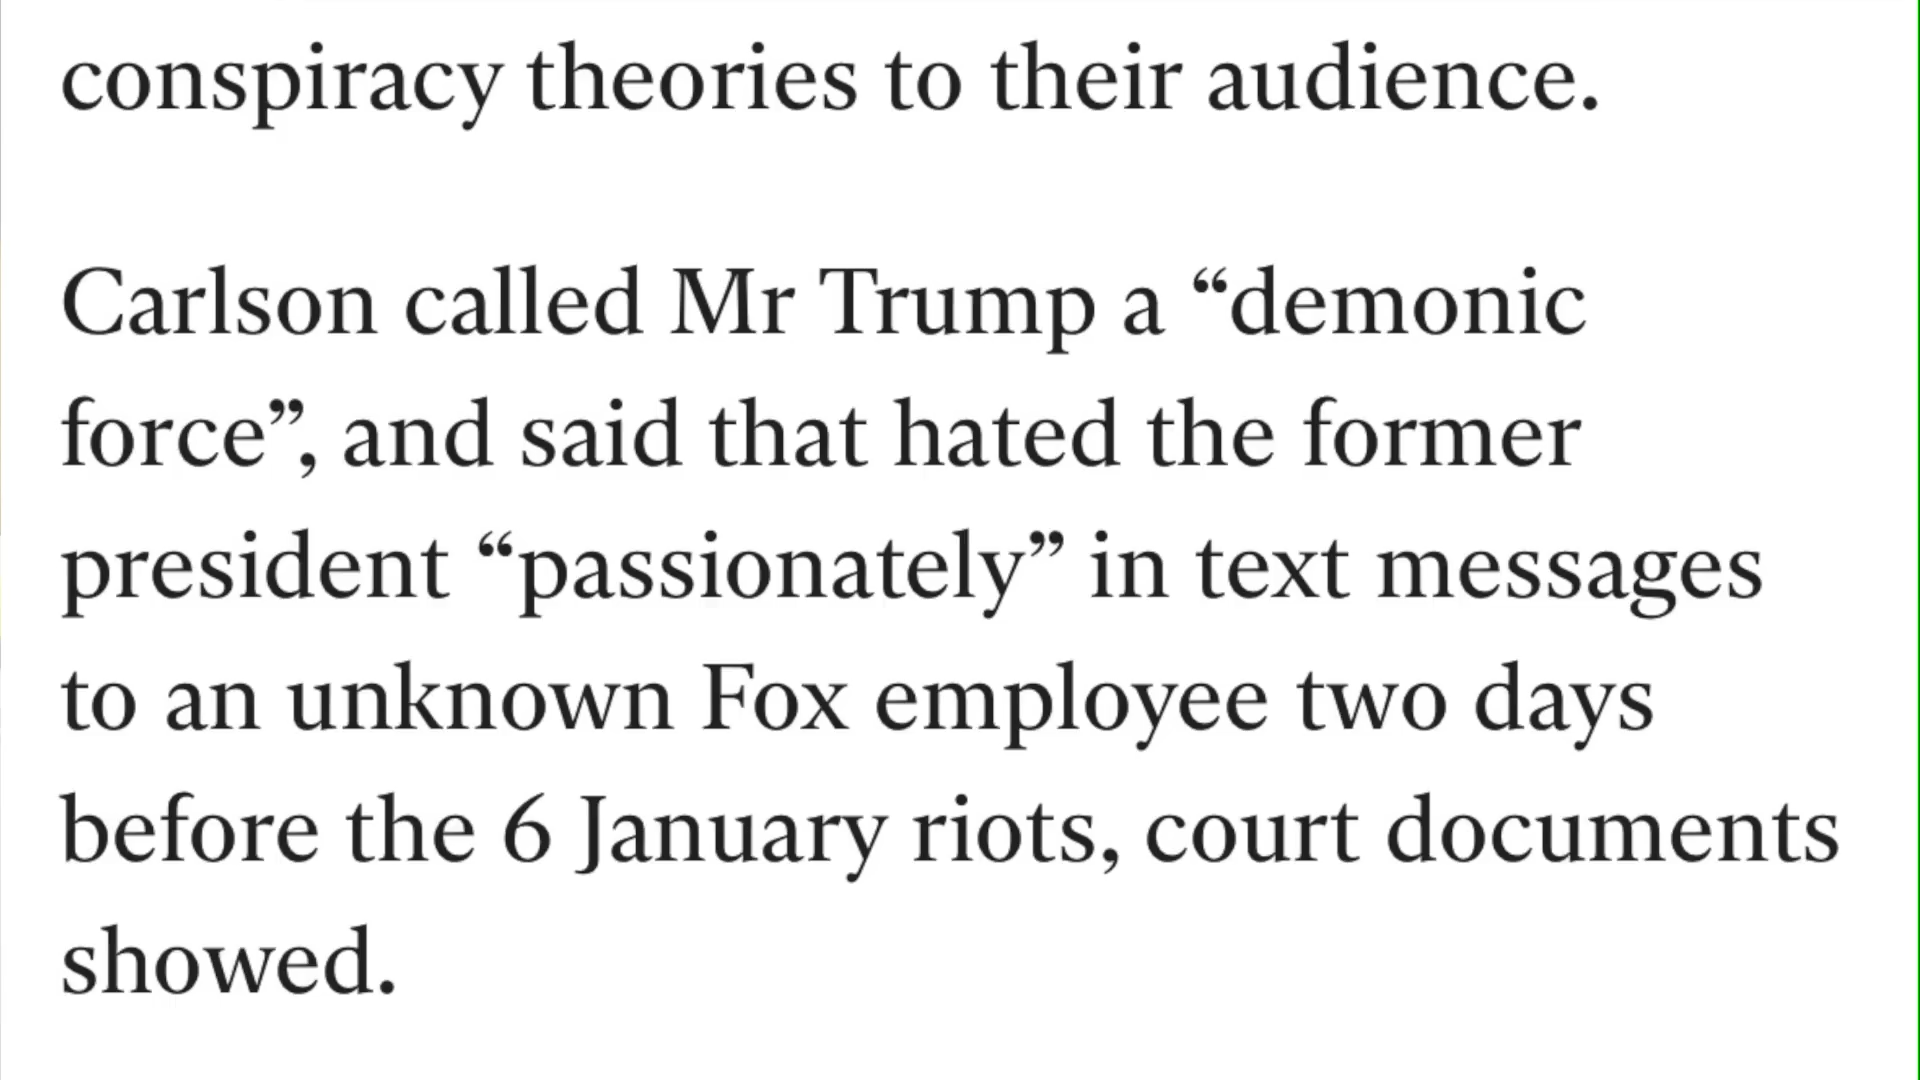 conspiracy theories to their audience.
Carlson called Mr Trump a “demonic
force”, and said that hated the former
president “passionately” in text messages
to an unknown Fox employee two days
before the 6 January riots, court documents
showed.